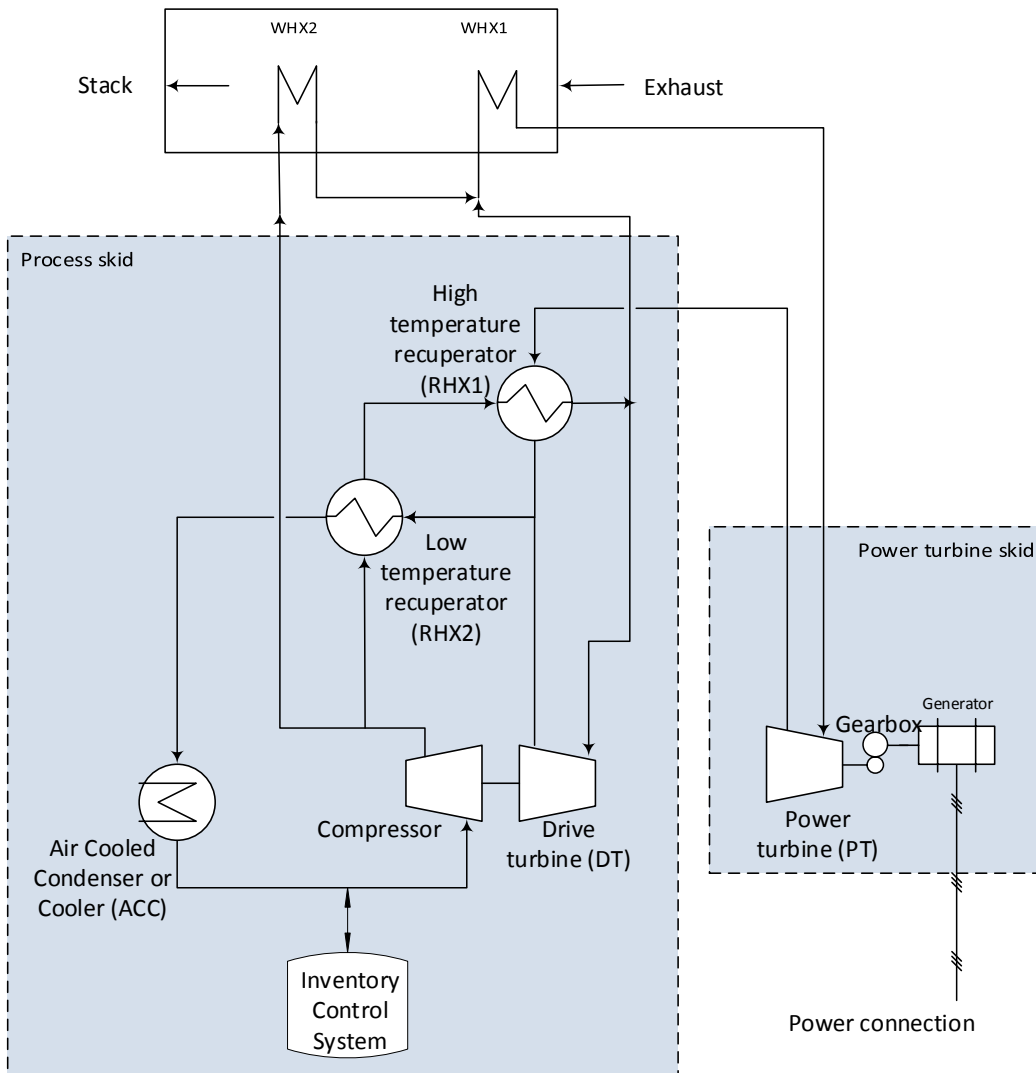 WHX2
WHX1
Stack
Exhaust
Process skid
High
temperature
recuperator
(RHX1)
Low
temperature
recuperator
(RHX2)
Power turbine skid
Generator
Gearbox
Compressor
Drive
turbine (DT)
Power
turbine (PT)
Air Cooled
Condenser or
Cooler (ACC)
Inventory
Control
System
Power connection